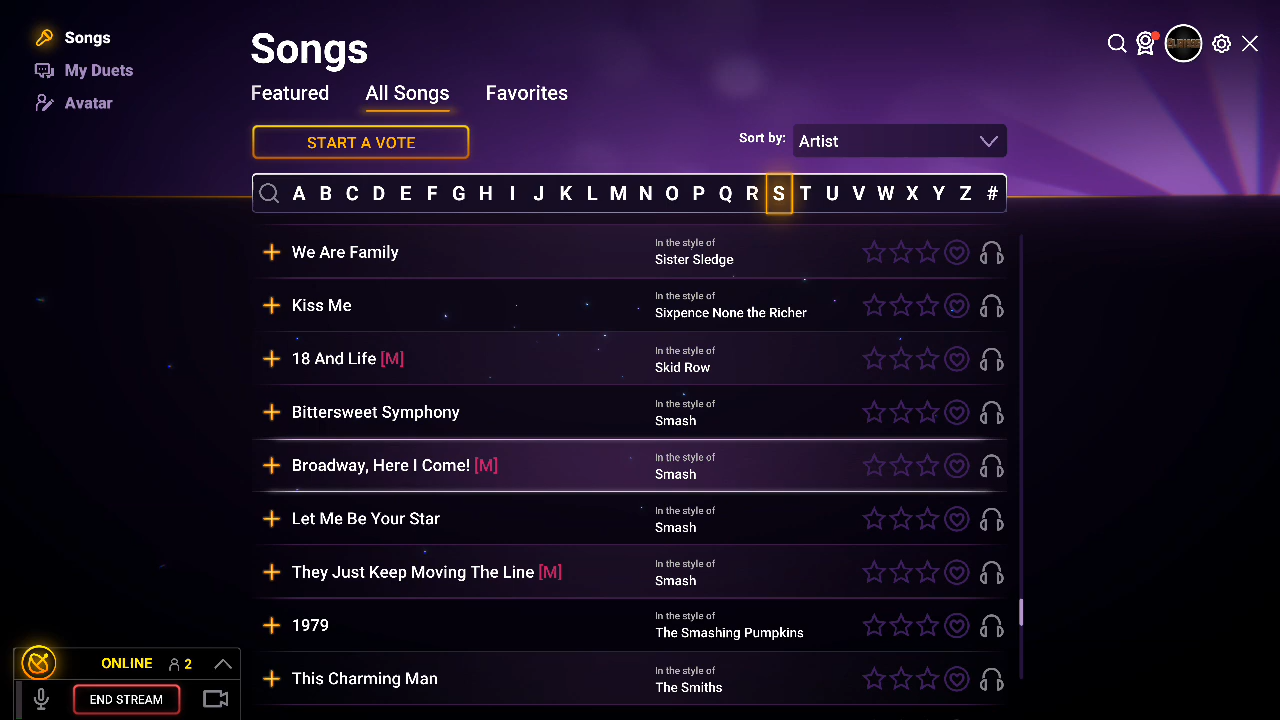 Songs
My Duets
Avatar
Songs
Featured
All Songs
Favorites
START A VOTE
Sort by:
Artist
A B C D E F G H I J K L M N O P Q R S T U V W X Y Z #
We Are Family
In the style of
Sister Sledge
Kiss Me
In the style of
Sixpence None the Richer
18 And Life [M]
In the style of
Skid Row
Bittersweet Symphony
In the style of
Smash
Broadway, Here I Come! [M]
In the style of
Smash
Let Me Be Your Star
In the style of
Smash
They Just Keep Moving The Line [M]
In the style of
Smash
1979
In the style of
The Smashing Pumpkins
This Charming Man
In the style of
The Smiths
ONLINE
2
END STREAM